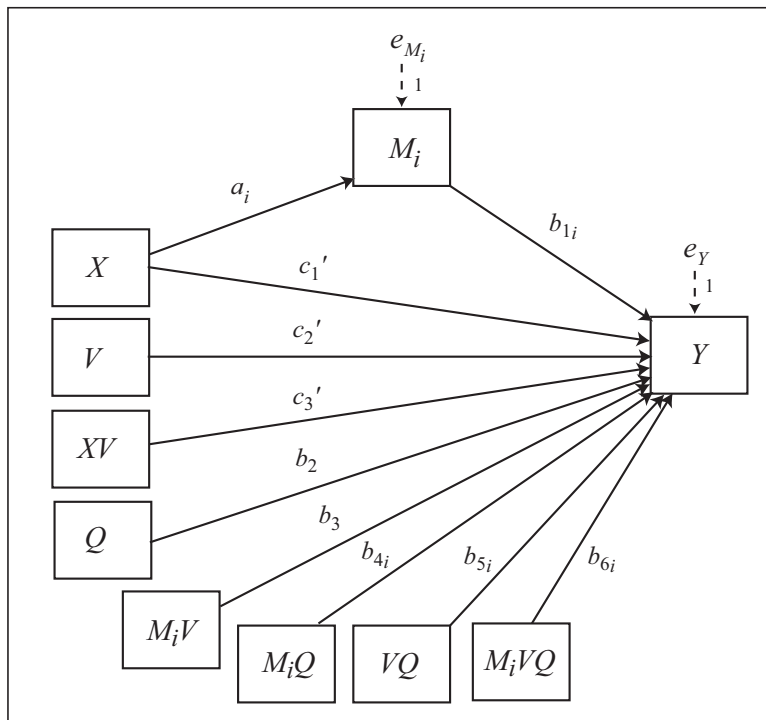 e_{M_i}
1
M_i
a_i
b_{1i}
X
c_1′
e_Y
1
V
c_2′
Y
XV
c_3′
Q
b_2
b_3
b_{4i}
b_{5i}
b_{6i}
M_iV
M_iQ
VQ
M_iVQ